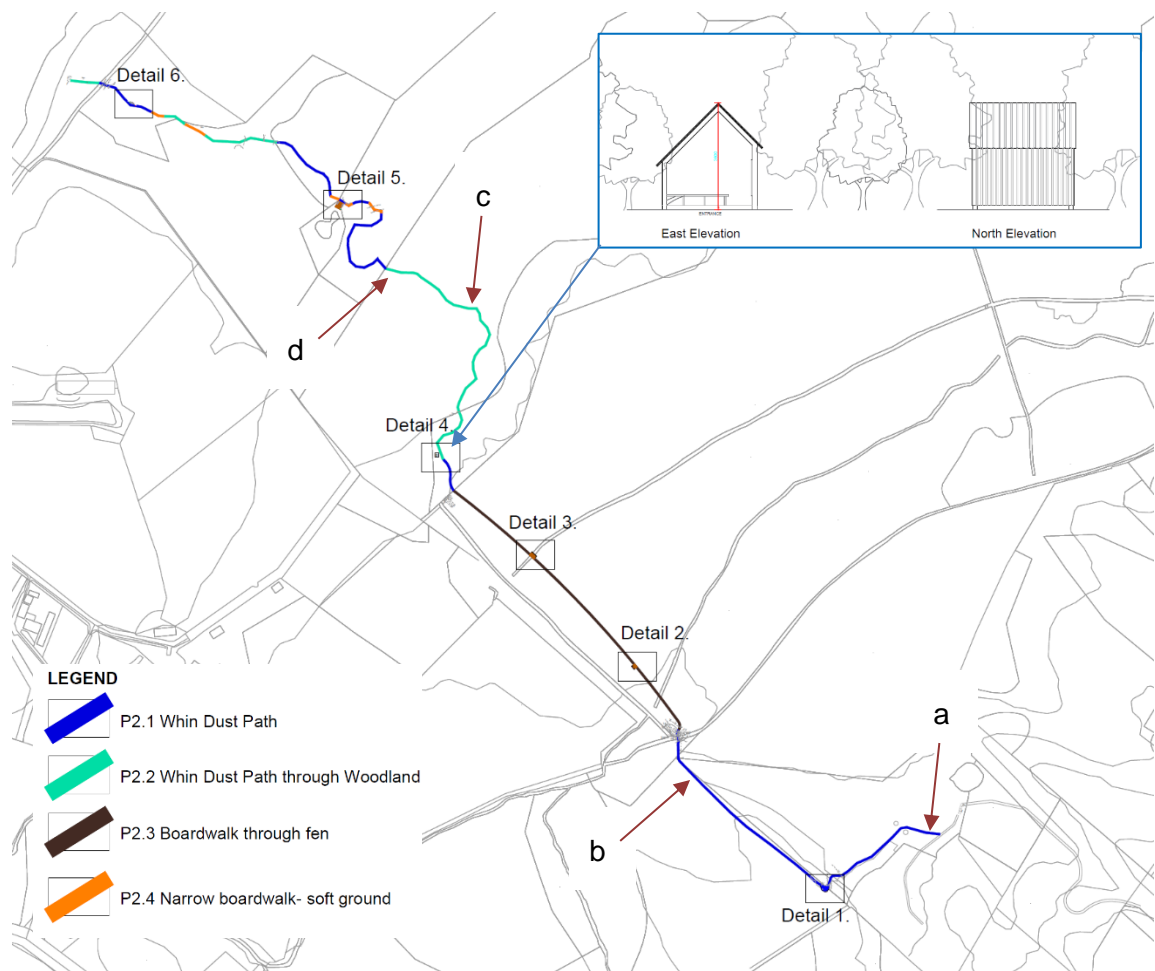 Detail 6.
ENTRANCE
East Elevation
North Elevation
Detail 5.
c
d
Detail 4.
Detail 3.
Detail 2.
LEGEND
P2.1 Whin Dust Path
P2.2 Whin Dust Path through Woodland
P2.3 Boardwalk through fen
P2.4 Narrow boardwalk- soft ground
a
b
Detail 1.